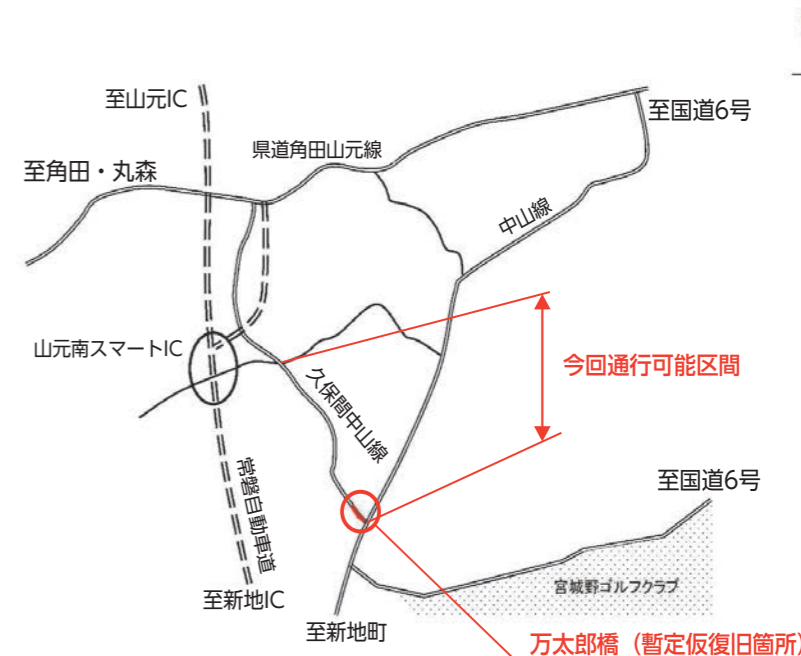 至山元IC
至国道6号
県道角田山元線
至角田・丸森
中山線
山元南スマートIC
今回通行可能区間
久保間中山線
常磐自動車道
至国道6号
宮城野ゴルフクラブ
至新地IC
至新地町
万太郎橋（暫定仮復旧箇所）